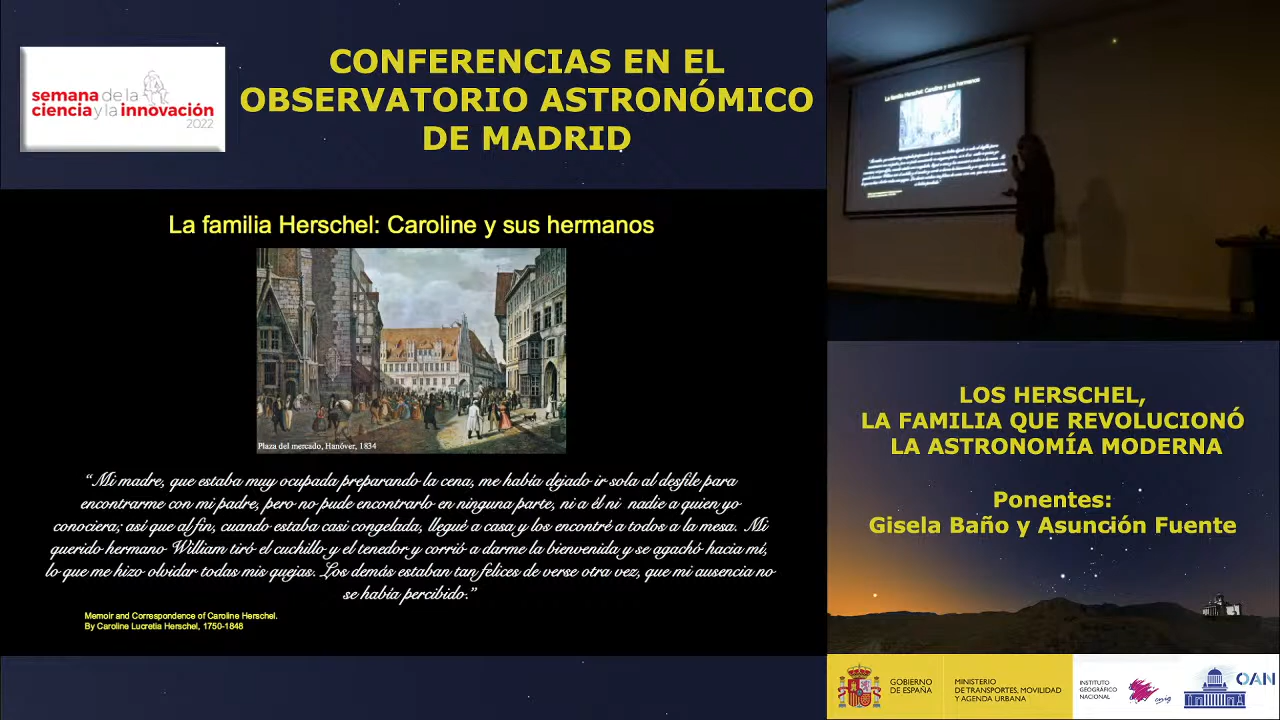 semana de la
ciencia y la innovación
2022
CONFERENCIAS EN EL
OBSERVATORIO ASTRONÓMICO
DE MADRID
La familia Herschel: Caroline y sus hermanos
Plaza del mercado, Hanóver, 1834
“Mi madre, que estaba muy ocupada preparando la cena, me había dejado ir sola al desfile para
encontrarme con mi padre, pero no pude encontrarlo en ninguna parte, ni a él ni nadie a quien yo
conociera; así que al fin, cuando estaba casi congelada, llegué a casa y los encontré a todos a la mesa. Mi
querido hermano William tiró el cuchillo y el tenedor y corrió a darme la bienvenida y se agachó hacia mí,
lo que me hizo olvidar todas mis quejas. Los demás estaban tan felices de verse otra vez, que mi ausencia no
se había percibido.”
Memoir and Correspondence of Caroline Herschel.
By Caroline Lucretia Herschel, 1750-1848
La familia Herschel: Caroline y sus hermanos
LOS HERSCHEL,
LA FAMILIA QUE REVOLUCIONÓ
LA ASTRONOMÍA MODERNA
Ponentes:
Gisela Baño y Asunción Fuente
GOBIERNO
DE ESPAÑA
MINISTERIO
DE TRANSPORTES, MOVILIDAD
Y AGENDA URBANA
INSTITUTO
GEOGRÁFICO
NACIONAL
cnig
OAN